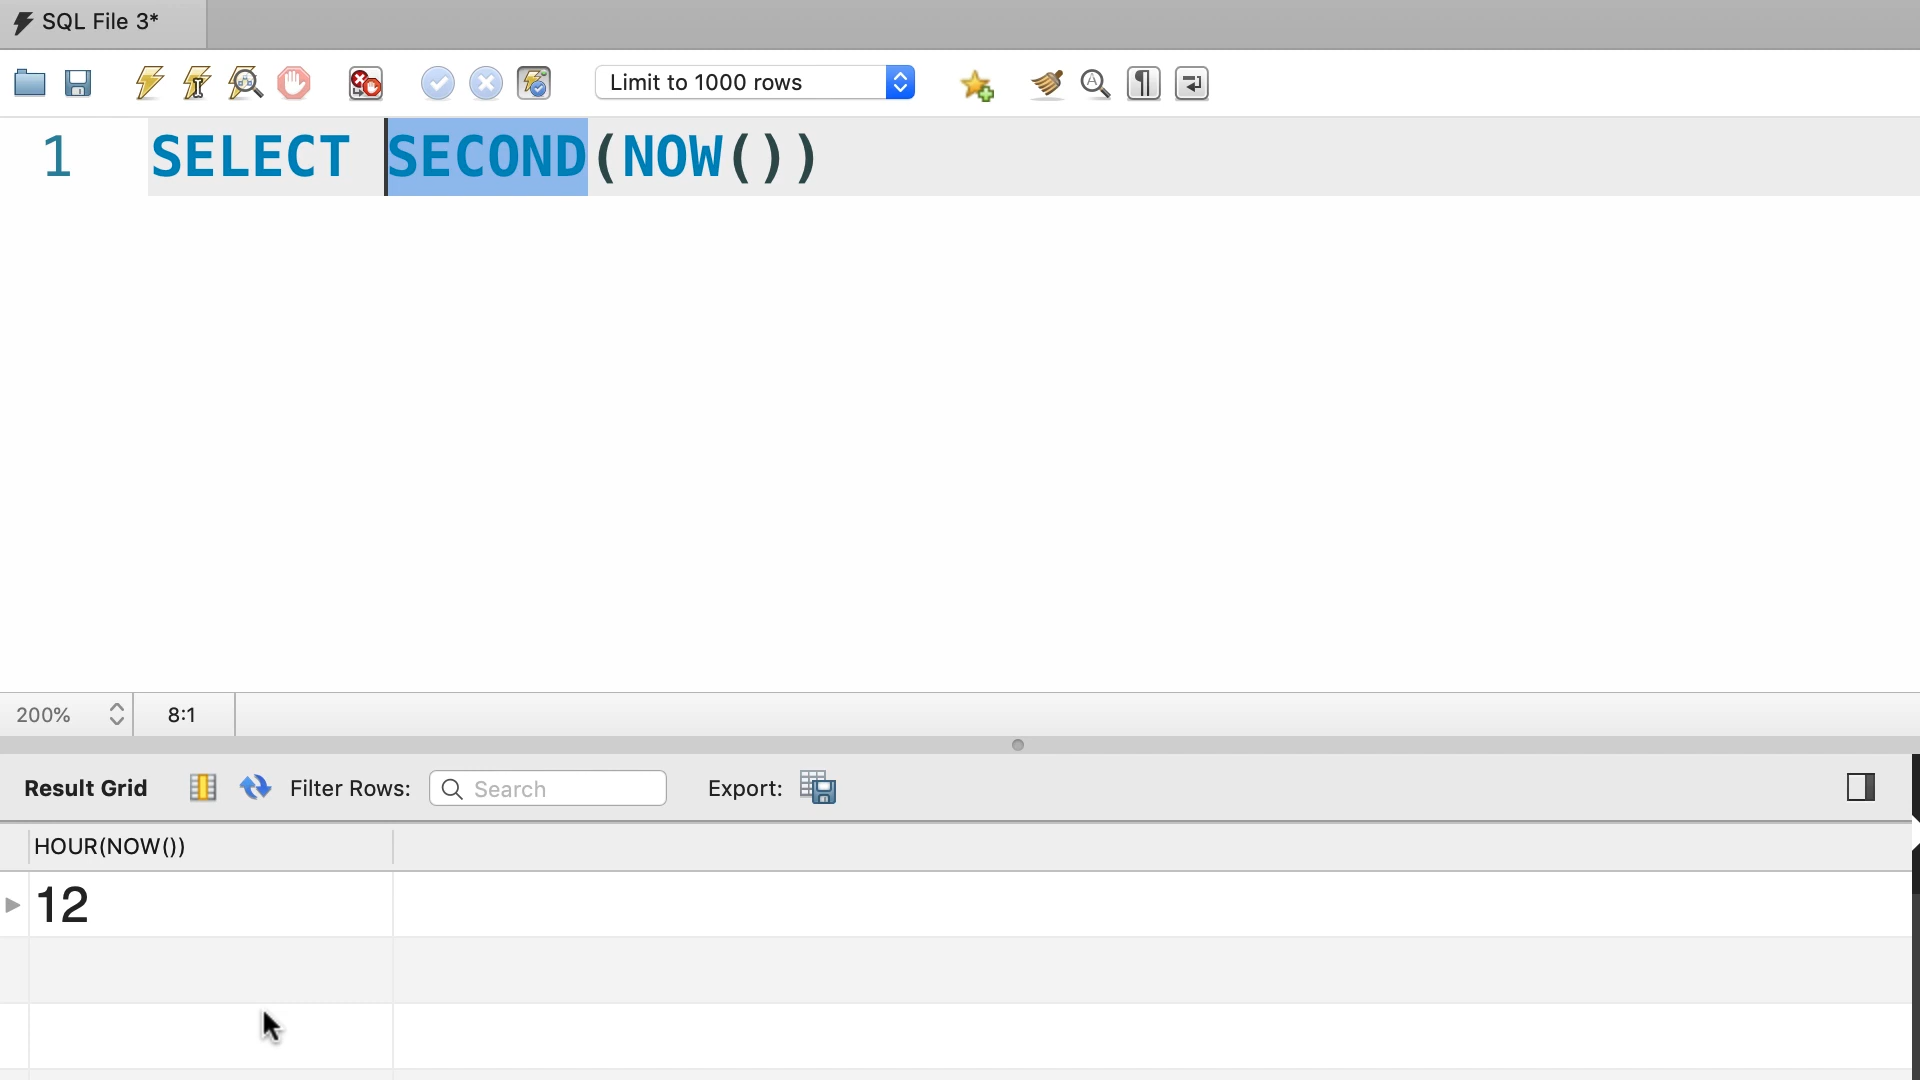 SQL File 3*
Limit to 1000 rows
1 SELECT SECOND(NOW())
200% 8:1
Result Grid Filter Rows: Search Export:
HOUR(NOW())
12